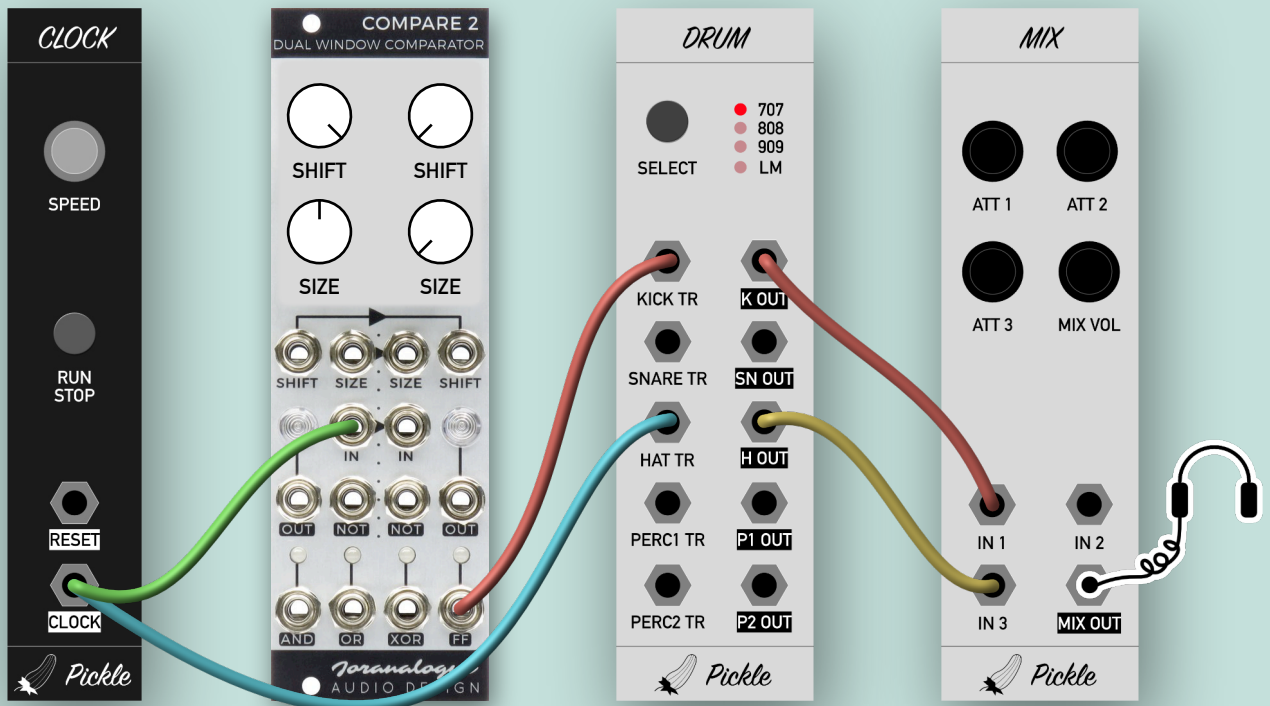 CLOCK
SPEED
RUN
STOP
RESET
CLOCK
Pickle
COMPARE 2
DUAL WINDOW COMPARATOR
SHIFT SHIFT
SIZE SIZE
SHIFT SIZE SIZE SHIFT
IN IN
OUT NOT NOT OUT
AND OR XOR FF
Joranalogue
AUDIO DESIGN
DRUM
707
808
909
SELECT LM
KICK TR K OUT
SNARE TR SN OUT
HAT TR H OUT
PERC1 TR P1 OUT
PERC2 TR P2 OUT
Pickle
MIX
ATT 1 ATT 2
ATT 3 MIX VOL
IN 1 IN 2
IN 3 MIX OUT
Pickle